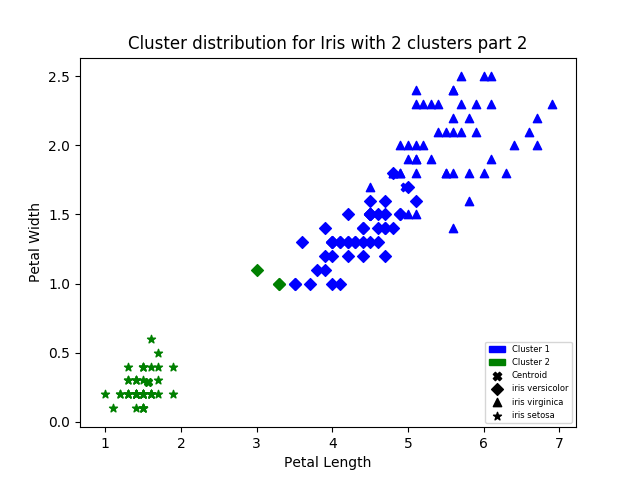 Cluster distribution for Iris with 2 clusters part 2
Petal Width
2.5
2.0
1.5
1.0
0.5
0.0
Cluster 1
Cluster 2
Centroid
iris versicolor
iris virginica
iris setosa
1 2 3 4 5 6 7
Petal Length